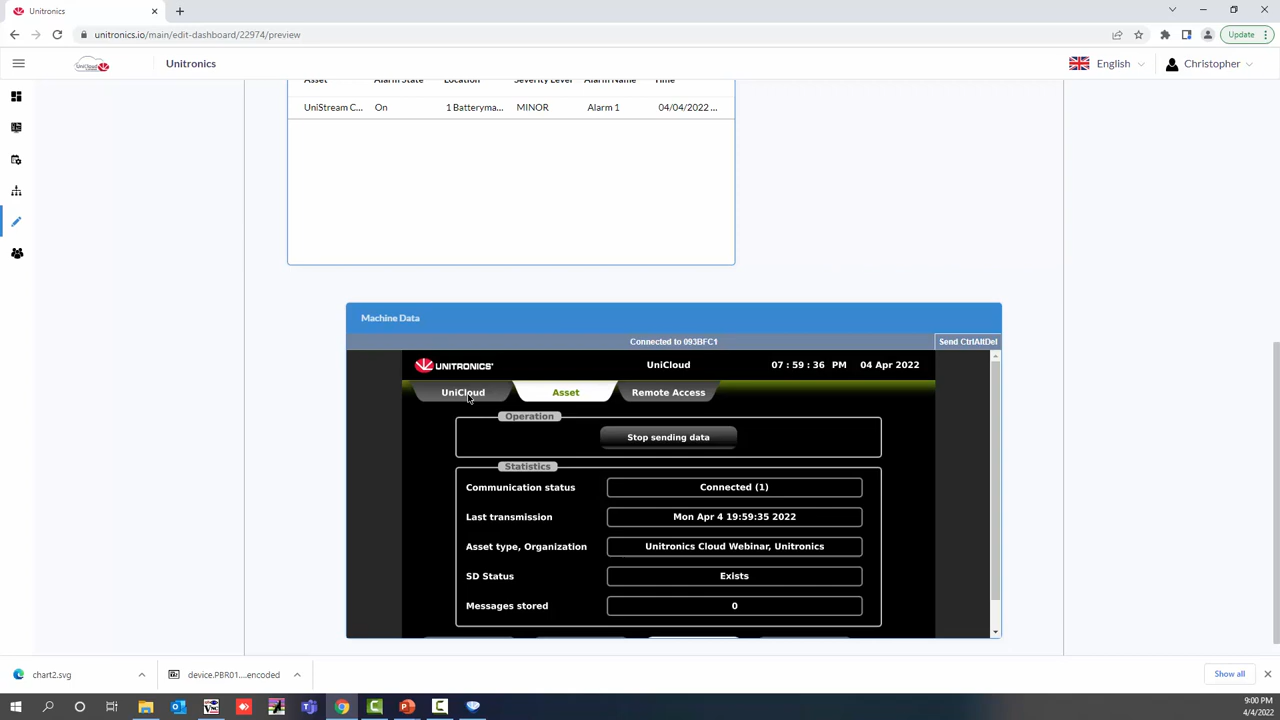 Unitronics
unitronics.io/main/edit-dashboard/22974/preview
Update
UniCloud
Unitronics
English
Christopher
Asset Alarm State Location Severity Level Alarm Name Time
UniStream C... On 1 Batteryma... MINOR Alarm 1 04/04/2022 ...
Machine Data
Connected to 093BFC1
Send CtrlAltDel
UNITRONICS
UniCloud
07 : 59 : 36 PM 04 Apr 2022
UniCloud Asset Remote Access
Operation
Stop sending data
Statistics
Communication status Connected (1)
Last transmission Mon Apr 4 19:59:35 2022
Asset type, Organization Unitronics Cloud Webinar, Unitronics
SD Status Exists
Messages stored 0
chart2.svg
device.PBR01....encoded
Show all
9:00 PM
4/4/2022